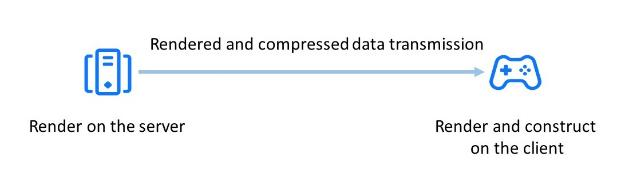 Rendered and compressed data transmission
Render on the server
Render and construct
on the client